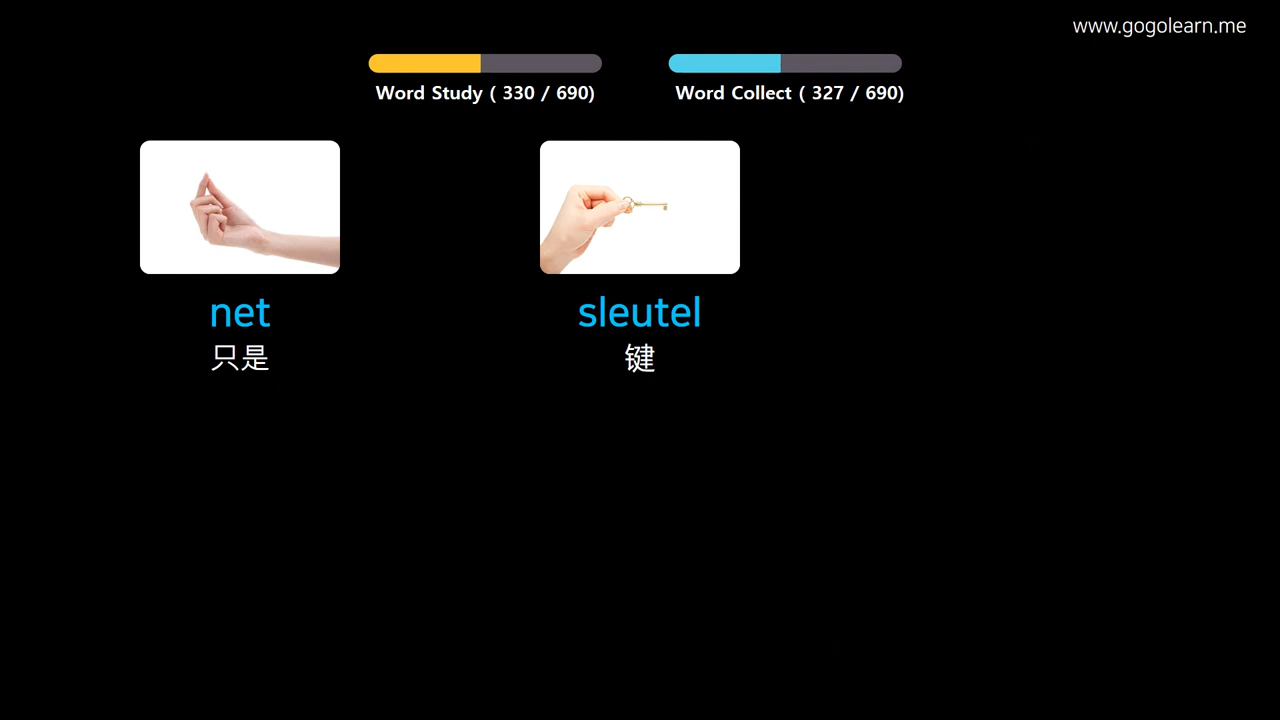 www.gogolearn.me
Word Study ( 330 / 690)
Word Collect ( 327 / 690)
net
只是
sleutel
键